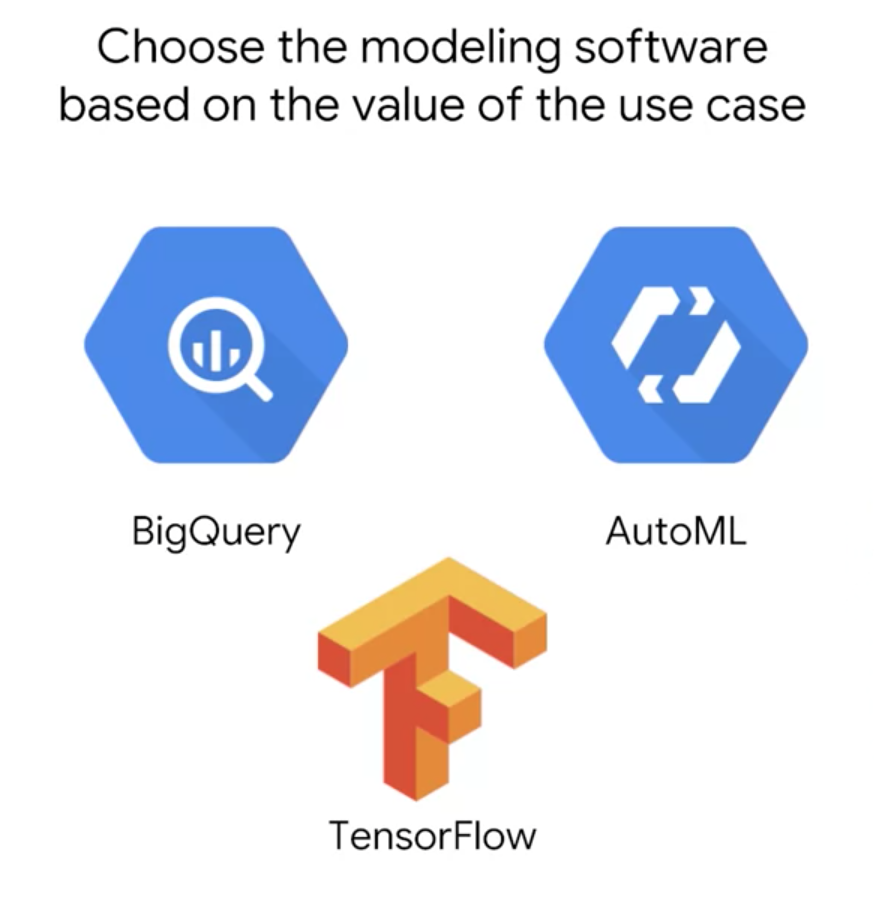 Choose the modeling software
based on the value of the use case
BigQuery
AutoML
TensorFlow